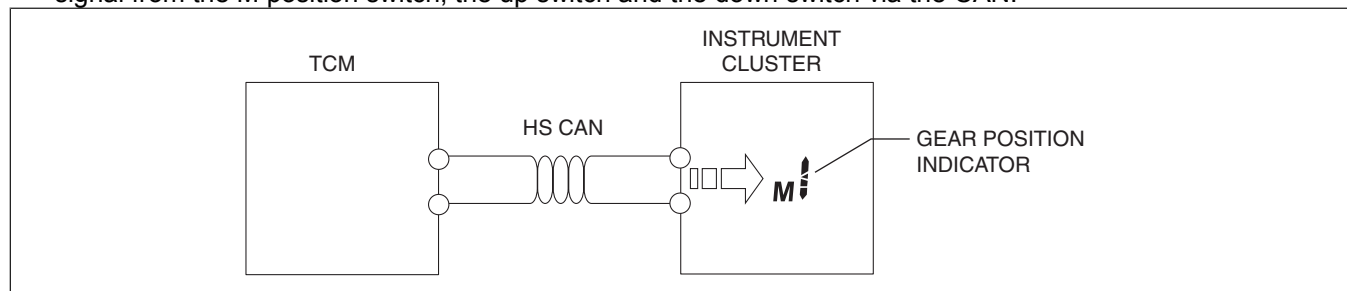 signal from the M position switch, the up switch and the down switch via the CAN.
TCM
INSTRUMENT
CLUSTER
HS CAN
GEAR POSITION
INDICATOR
M